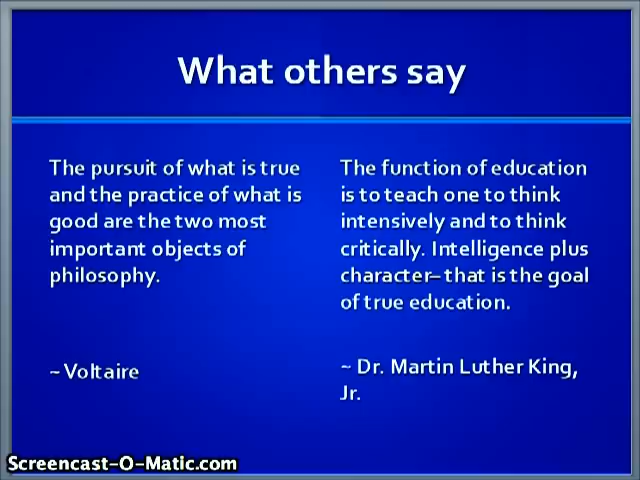 What others say
The pursuit of what is true
and the practice of what is
good are the two most
important objects of
philosophy.
~ Voltaire
The function of education
is to teach one to think
intensively and to think
critically. Intelligence plus
character– that is the goal
of true education.
~ Dr. Martin Luther King,
Jr.
Screencast-O-Matic.com